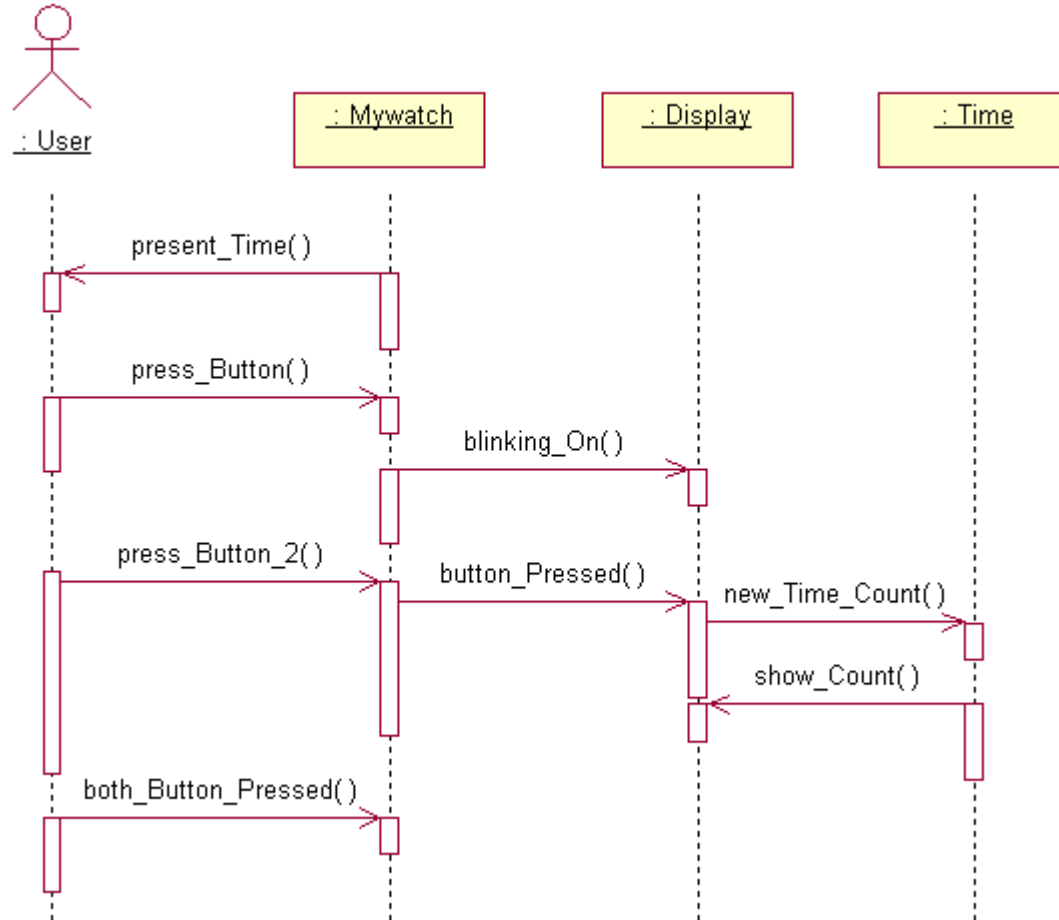 : User
: Mywatch
: Display
: Time
present_Time( )
press_Button( )
blinking_On( )
press_Button_2( )
button_Pressed( )
new_Time_Count( )
show_Count( )
both_Button_Pressed( )